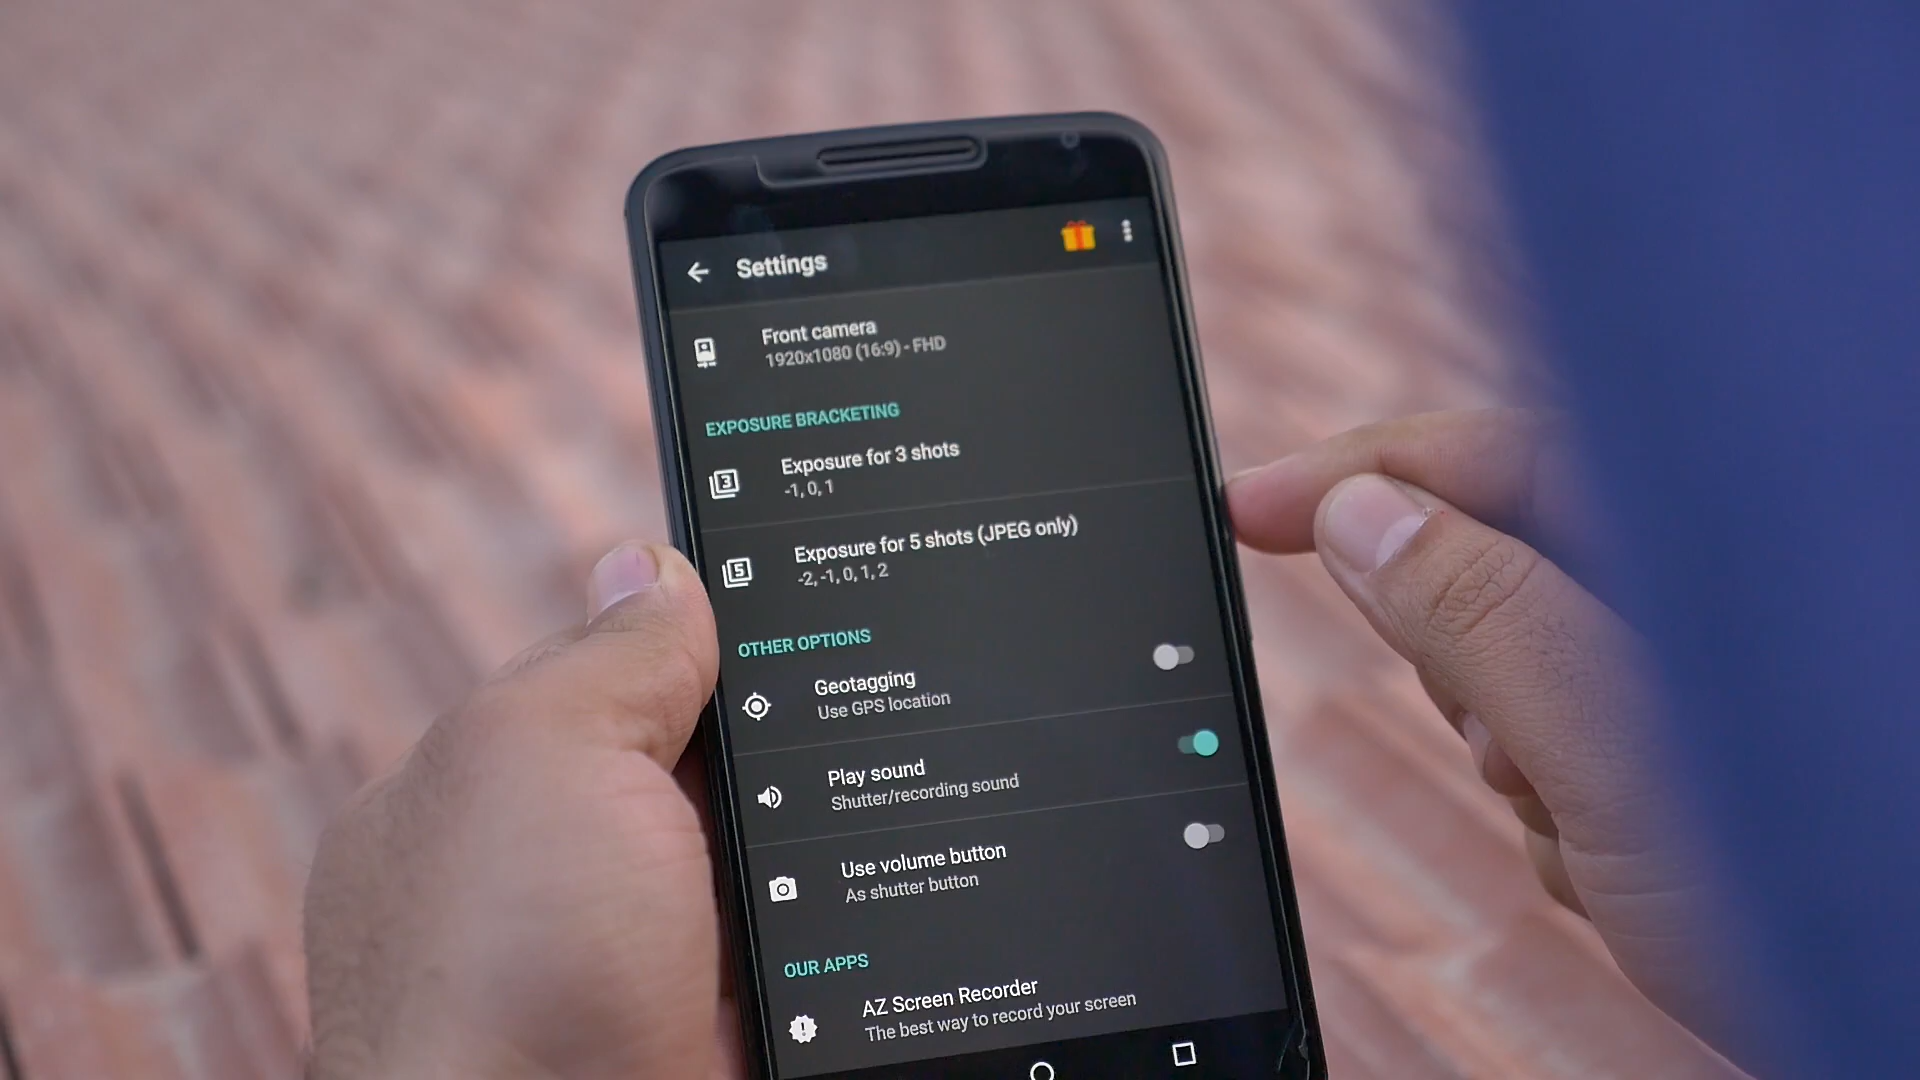 Settings
Front camera
1920x1080 (16:9) - FHD
EXPOSURE BRACKETING
3
Exposure for 3 shots
-1, 0, 1
5
Exposure for 5 shots (JPEG only)
-2, -1, 0, 1, 2
OTHER OPTIONS
Geotagging
Use GPS location
Play sound
Shutter/recording sound
Use volume button
As shutter button
OUR APPS
AZ Screen Recorder
The best way to record your screen